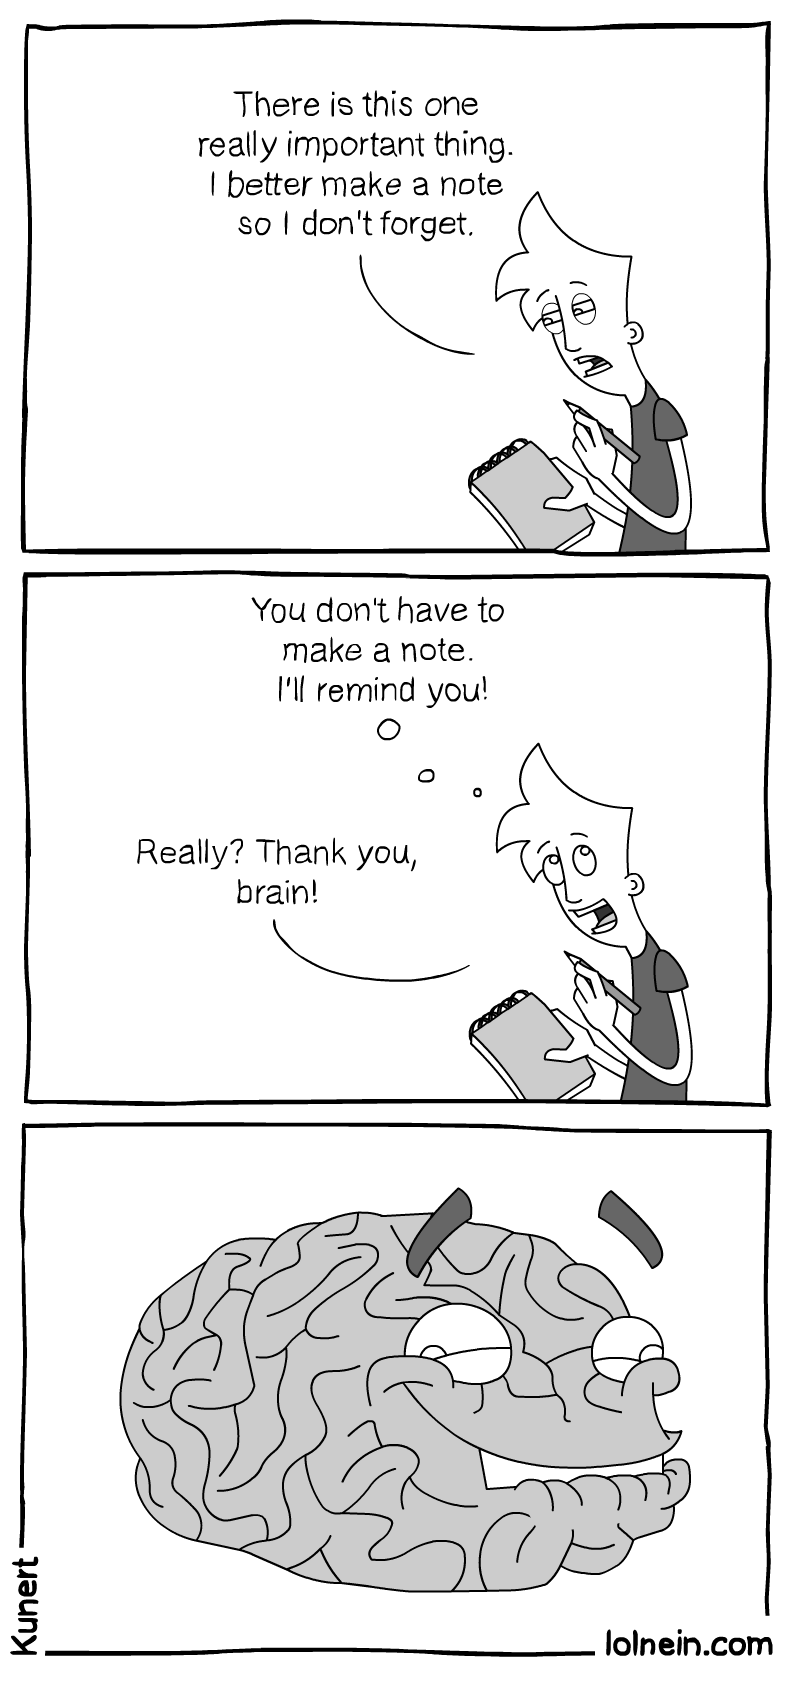 There is this one
really important thing.
I better make a note
so I don't forget.
You don't have to
make a note.
I'll remind you!
Really? Thank you,
brain!
Kunert
lolnein.com